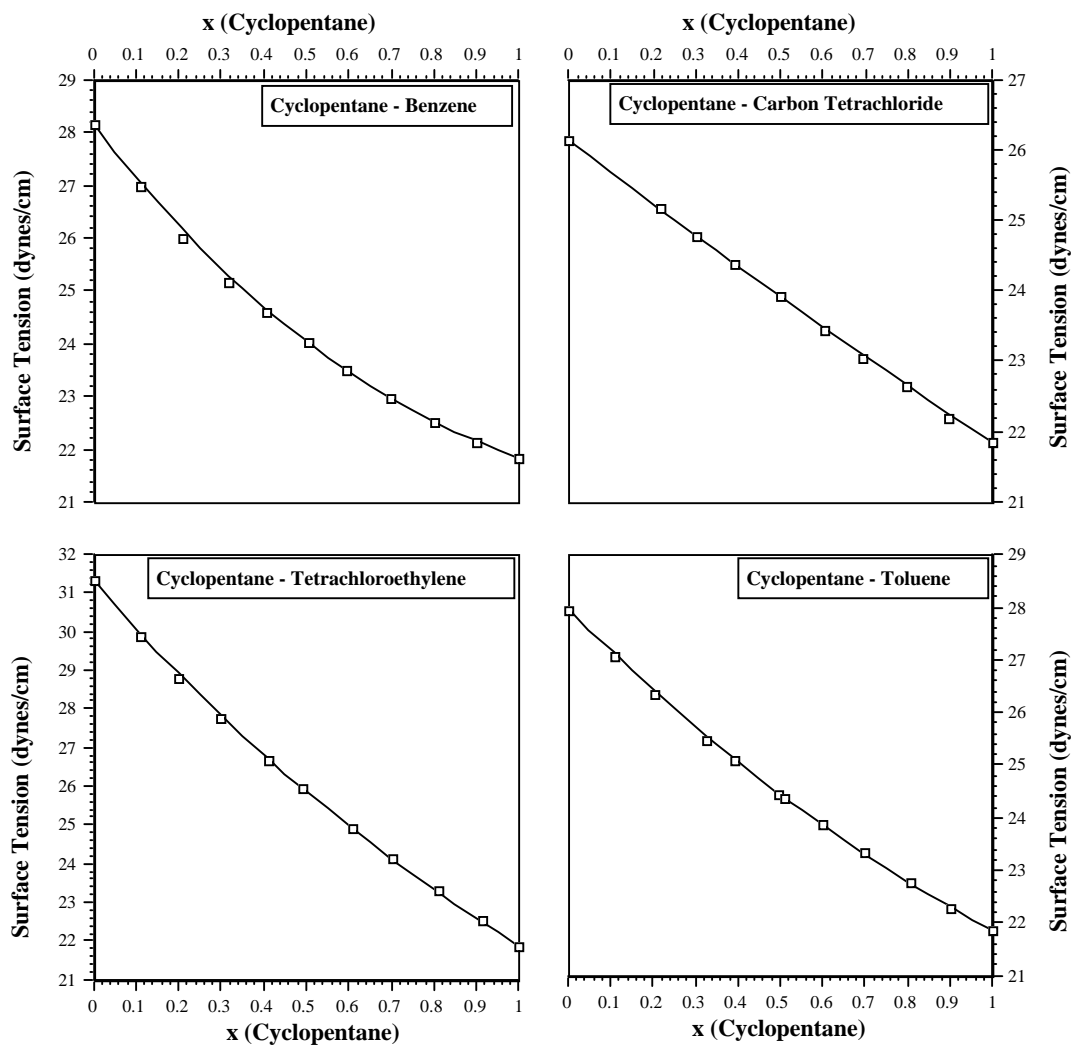 x (Cyclopentane)
0 0.1 0.2 0.3 0.4 0.5 0.6 0.7 0.8 0.9 1
Cyclopentane - Benzene
29
28
27
26
25
24
23
22
21
Surface Tension (dynes/cm)
x (Cyclopentane)
0 0.1 0.2 0.3 0.4 0.5 0.6 0.7 0.8 0.9 1
Cyclopentane - Carbon Tetrachloride
27
26
25
24
23
22
21
Surface Tension (dynes/cm)
Cyclopentane - Tetrachloroethylene
32
31
30
29
28
27
26
25
24
23
22
21
Surface Tension (dynes/cm)
0 0.1 0.2 0.3 0.4 0.5 0.6 0.7 0.8 0.9 1
x (Cyclopentane)
Cyclopentane - Toluene
29
28
27
26
25
24
23
22
21
Surface Tension (dynes/cm)
0 0.1 0.2 0.3 0.4 0.5 0.6 0.7 0.8 0.9 1
x (Cyclopentane)